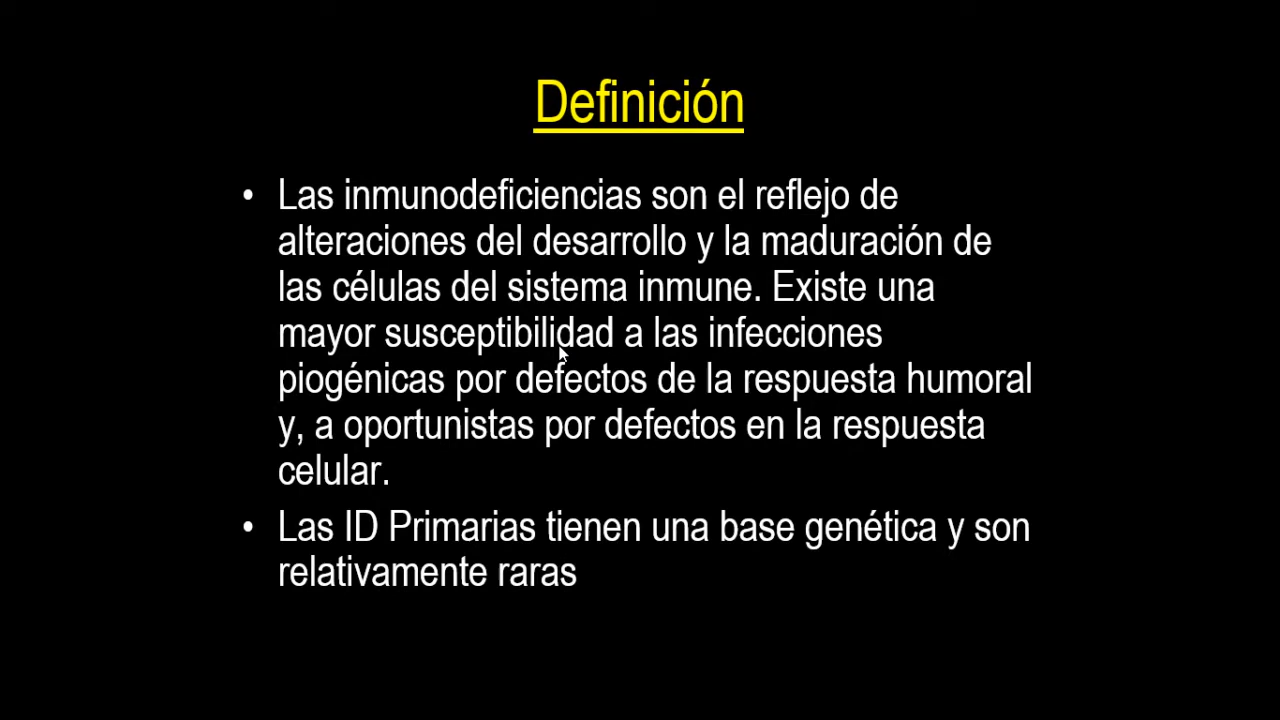 Definición
• Las inmunodeficiencias son el reflejo de
alteraciones del desarrollo y la maduración de
las células del sistema inmune. Existe una
mayor susceptibilidad a las infecciones
piogénicas por defectos de la respuesta humoral
y, a oportunistas por defectos en la respuesta
celular.
• Las ID Primarias tienen una base genética y son
relativamente raras